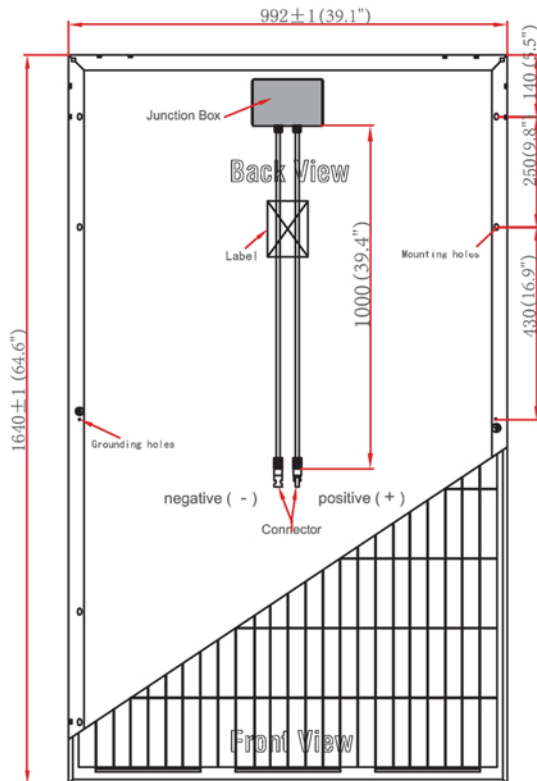 992±1(39.1")
140 (5.5")
Junction Box
250(9.8")
Back View
Label
Mounting holes
1000 (39.4")
430(16.9")
1640±1 (64.6")
Grounding holes
negative ( - )
positive ( + )
Connector
Front View